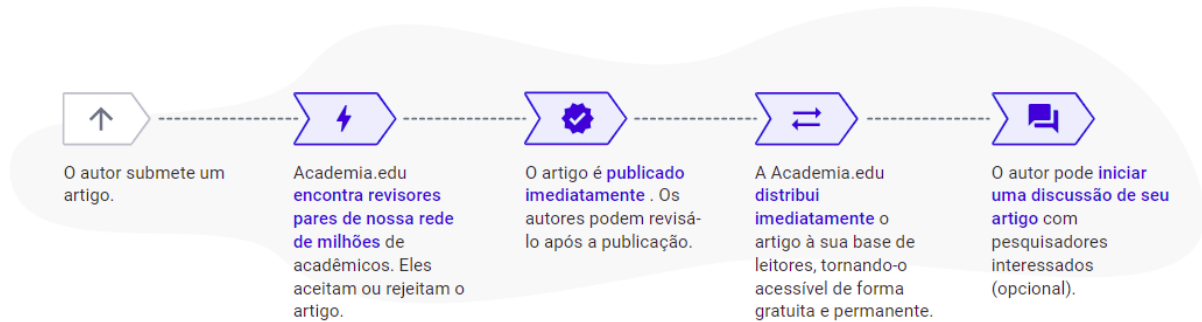 O autor submete um
artigo.
Academia.edu
encontra revisores
pares de nossa rede
de milhões de
acadêmicos. Eles
aceitam ou rejeitam o
artigo.
O artigo é publicado
imediatamente . Os
autores podem revisá-
lo após a publicação.
A Academia.edu
distribui
imediatamente o
artigo à sua base de
leitores, tornando-o
acessível de forma
gratuita e permanente.
O autor pode iniciar
uma discussão de seu
artigo com
pesquisadores
interessados
(opcional).